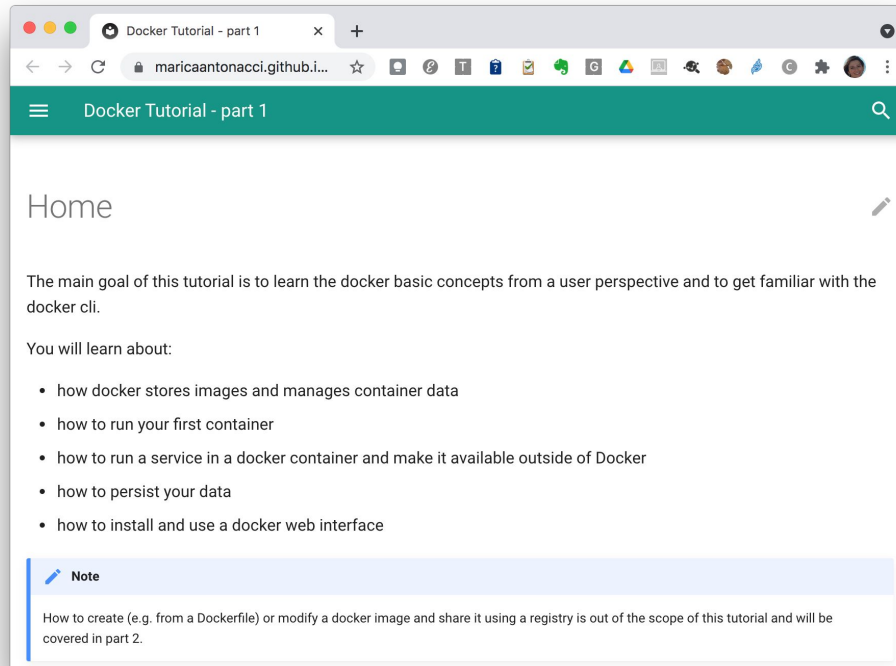 Docker Tutorial - part 1
maricaantonacci.github.i...
Docker Tutorial - part 1
Home
The main goal of this tutorial is to learn the docker basic concepts from a user perspective and to get familiar with the
docker cli.
You will learn about:
• how docker stores images and manages container data
• how to run your first container
• how to run a service in a docker container and make it available outside of Docker
• how to persist your data
• how to install and use a docker web interface
Note
How to create (e.g. from a Dockerfile) or modify a docker image and share it using a registry is out of the scope of this tutorial and will be
covered in part 2.